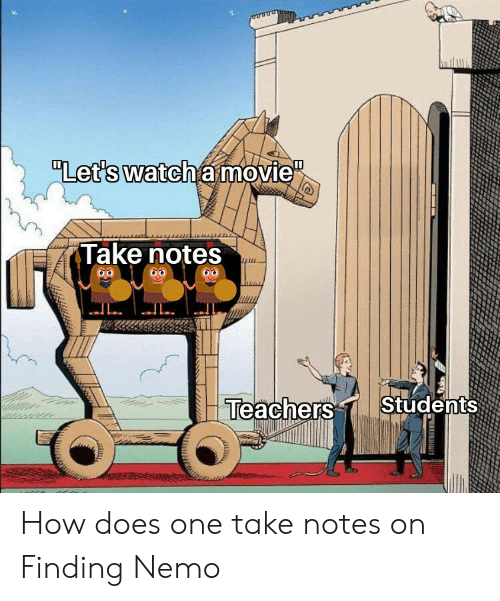 "Let's watch a movie"
Take notes
Teachers
Students
How does one take notes on
Finding Nemo